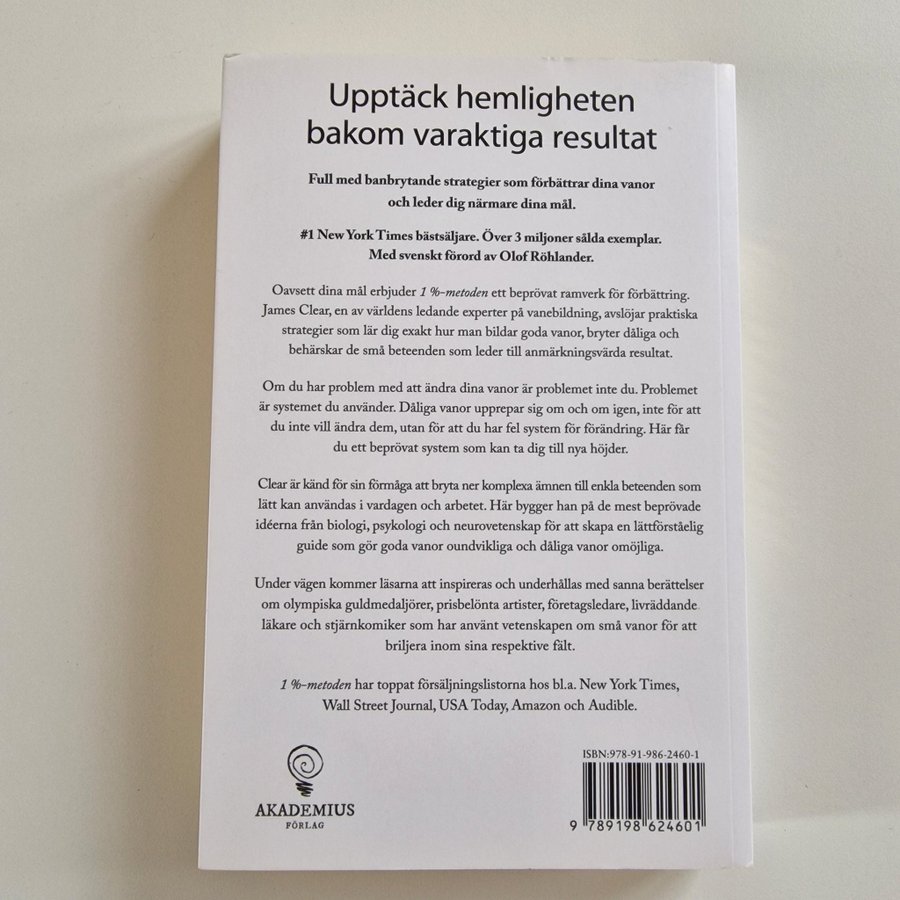 Upptäck hemligheten
bakom varaktiga resultat
Full med banbrytande strategier som förbättrar dina vanor
och leder dig närmare dina mål.
#1 New York Times bästsäljare. Över 3 miljoner sålda exemplar.
Med svenskt förord av Olof Röhlander.
Oavsett dina mål erbjuder 1 %-metoden ett beprövat ramverk för förbättring.
James Clear, en av världens ledande experter på vanebildning, avslöjar praktiska
strategier som lär dig exakt hur man bildar goda vanor, bryter dåliga och
behärskar de små beteenden som leder till anmärkningsvärda resultat.
Om du har problem med att ändra dina vanor är problemet inte du. Problemet
är systemet du använder. Dåliga vanor upprepar sig om och om igen, inte för att
du inte vill ändra dem, utan för att du har fel system för förändring. Här får
du ett beprövat system som kan ta dig till nya höjder.
Clear är känd för sin förmåga att bryta ner komplexa ämnen till enkla beteenden som
lätt kan användas i vardagen och arbetet. Här bygger han på de mest beprövade
idéerna från biologi, psykologi och neurovetenskap för att skapa en lättförståelig
guide som gör goda vanor oundvikliga och dåliga vanor omöjliga.
Under vägen kommer läsarna att inspireras och underhållas med sanna berättelser
om olympiska guldmedaljörer, prisbelönta artister, företagsledare, livräddande
läkare och stjärnkomiker som har använt vetenskapen om små vanor för att
briljera inom sina respektive fält.
1 %-metoden har toppat försäljningslistorna hos bl.a. New York Times,
Wall Street Journal, USA Today, Amazon och Audible.
AKADEMIUS
FÖRLAG
ISBN:978-91-986-2460-1
9 789198 624601